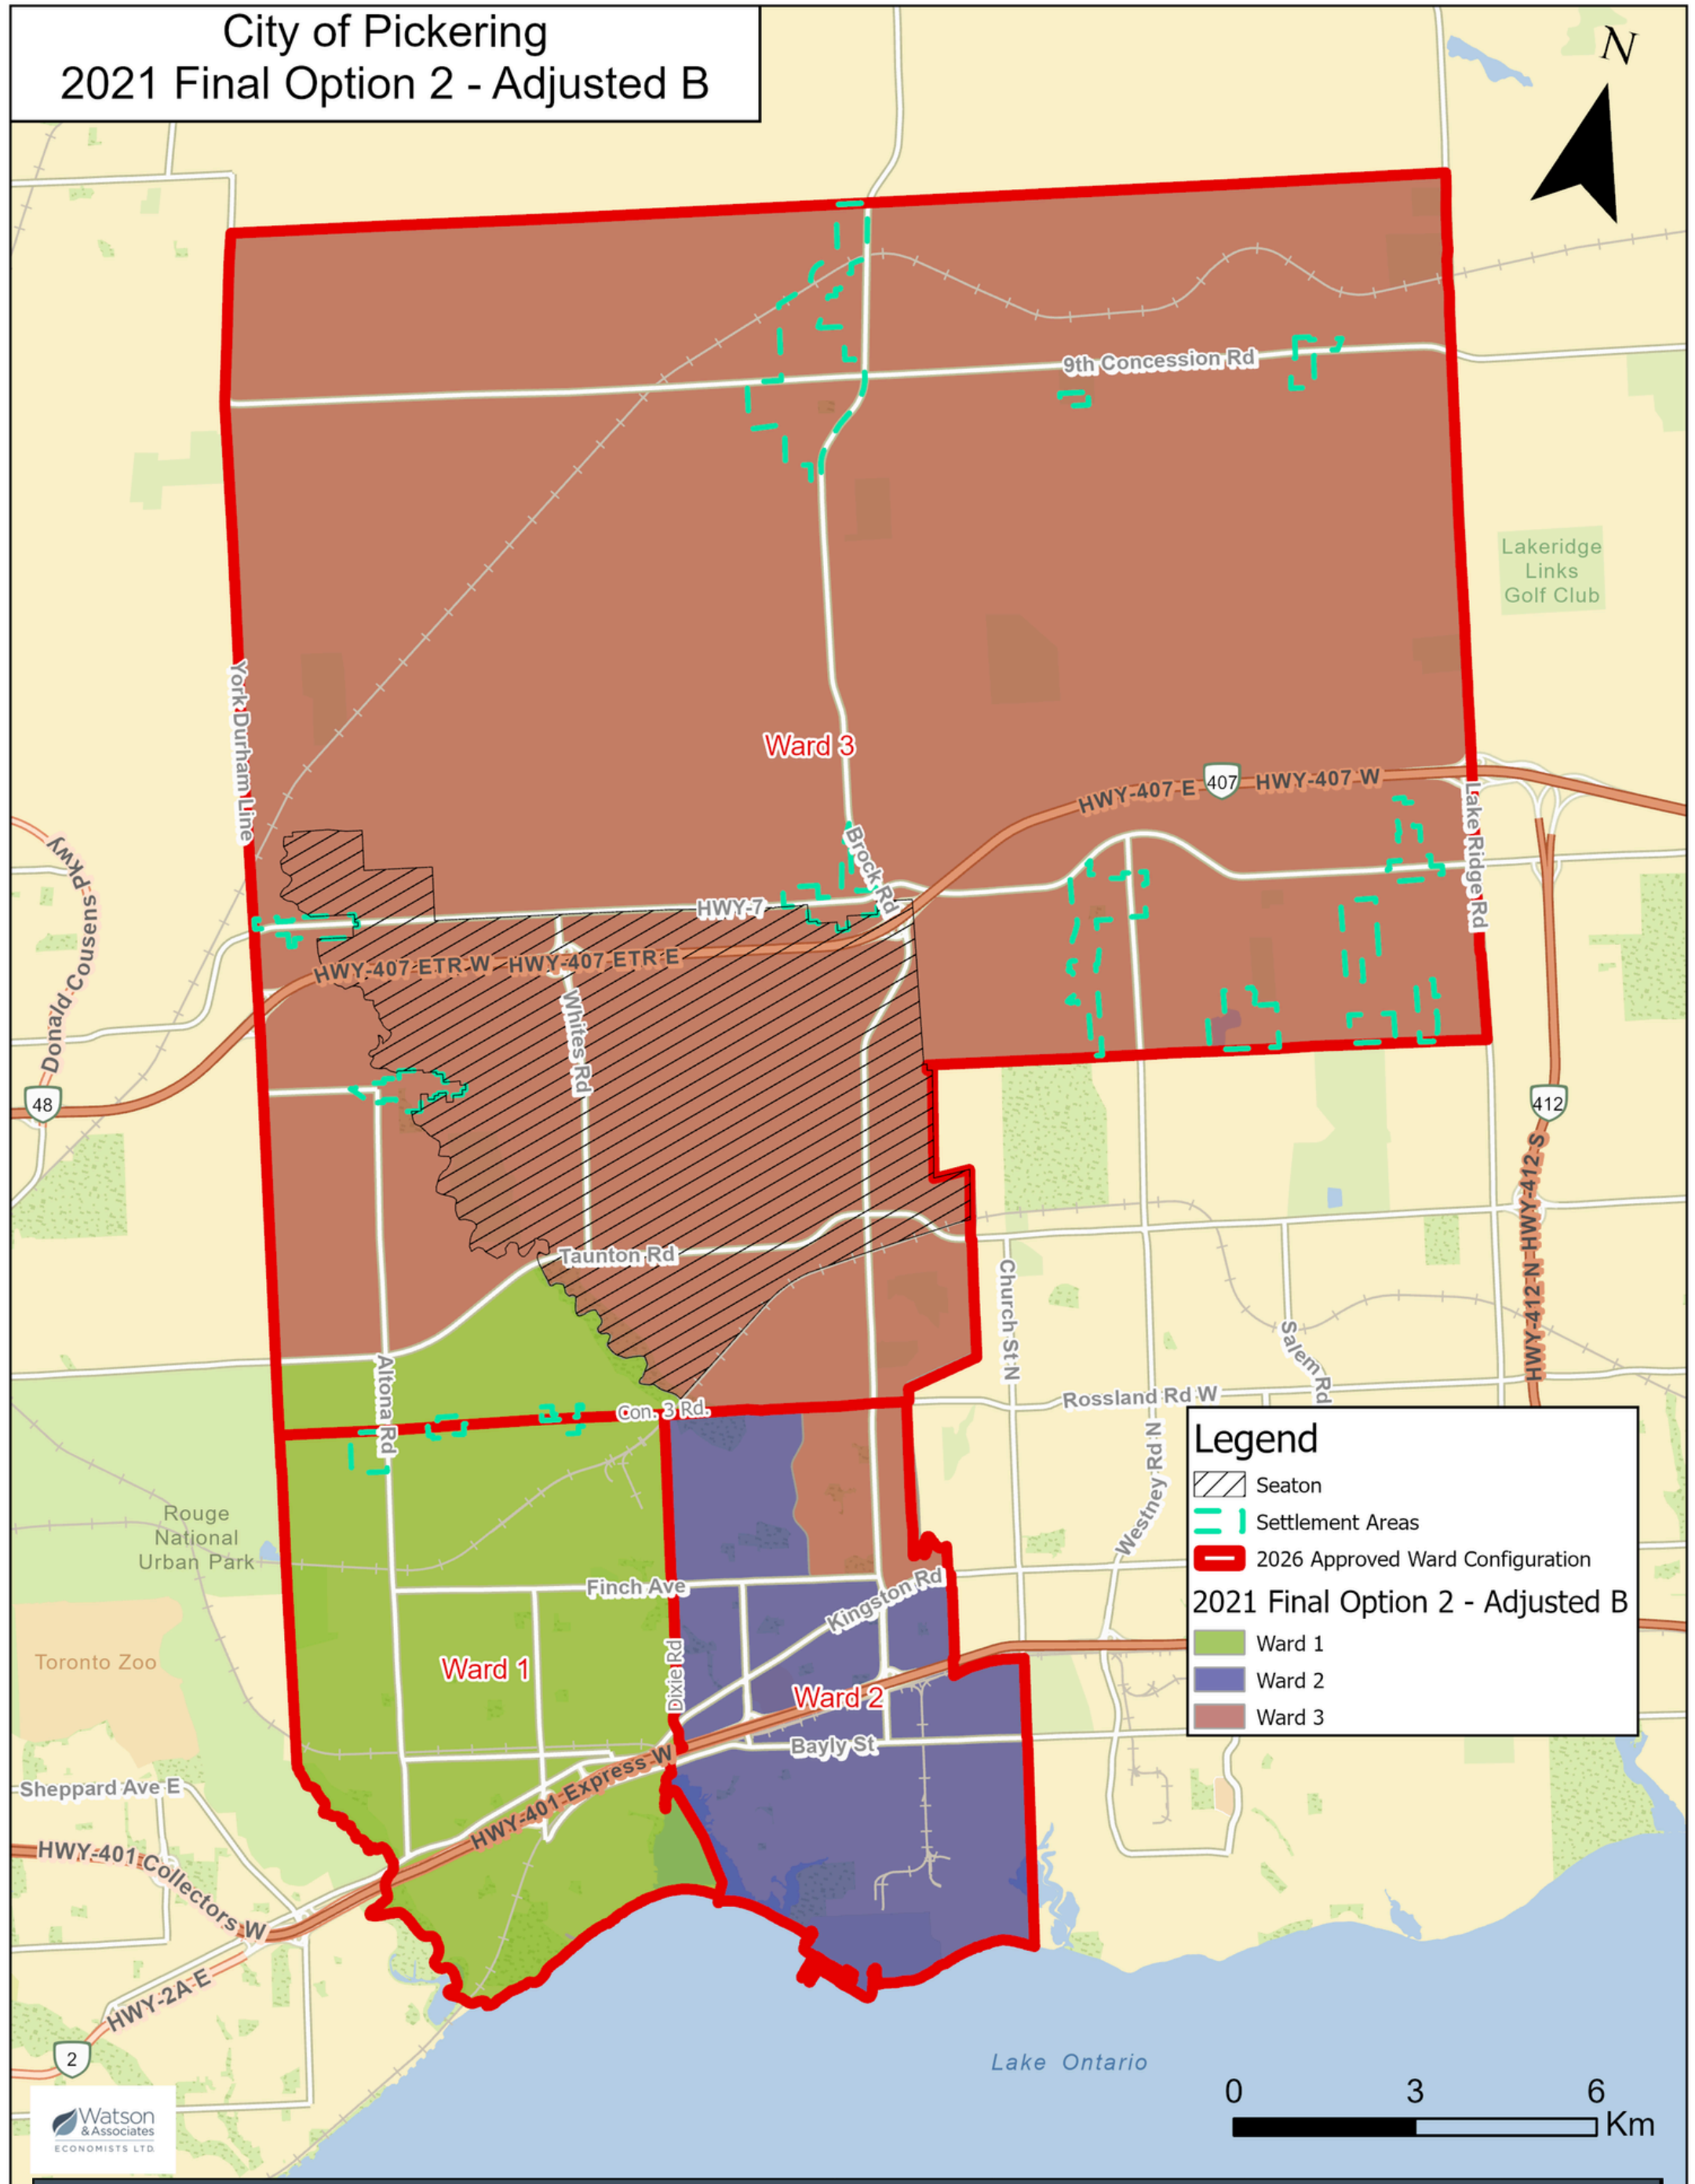 City of Pickering
2021 Final Option 2 - Adjusted B
N
9th Concession Rd
Lakeridge
Links
Golf Club
York Durham Line
Ward 3
HWY-407 E
407
HWY-407 W
Brock Rd
Lake Ridge Rd
Donald Cousens Pkwy
HWY-7
HWY-407 ETR W
HWY-407 ETR E
Whites Rd
48
412
HWY-412 N
HWY-412 S
Taunton Rd
Church St N
Salem Rd
Altona Rd
Con. 3 Rd.
Rossland Rd W
Westney Rd N
Legend
Seaton
Settlement Areas
2026 Approved Ward Configuration
2021 Final Option 2 - Adjusted B
Ward 1
Ward 2
Ward 3
Rouge
National
Urban Park
Finch Ave
Kingston Rd
Toronto Zoo
Ward 1
Dixie Rd
Ward 2
Bayly St
Sheppard Ave E
HWY-401 Express W
HWY-401 Collectors W
HWY-2A E
2
Lake Ontario
0 3 6
Km
Watson
& Associates
ECONOMISTS LTD.